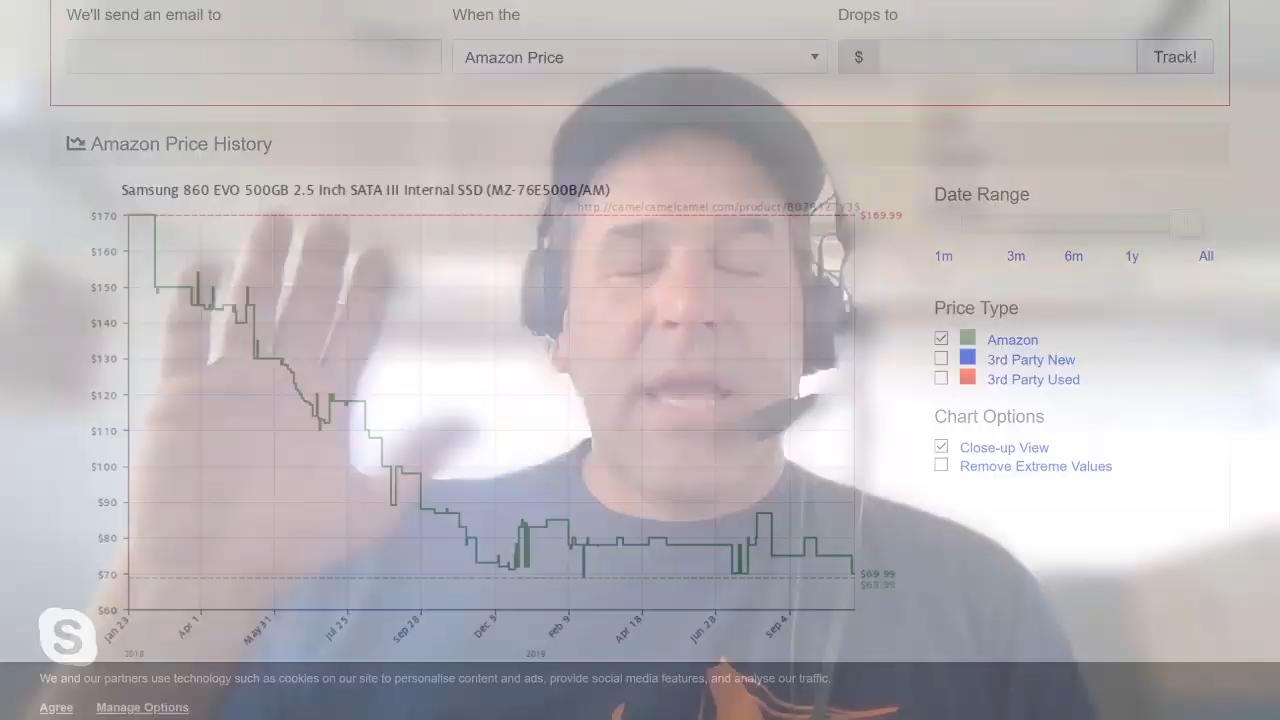 We'll send an email to
When the
Drops to
Amazon Price
$
Track!
Amazon Price History
Samsung 860 EVO 500GB 2.5 Inch SATA III Internal SSD (MZ-76E500B/AM)
Date Range
$170
$169.99
$160
1m 3m 6m 1y All
$150
Price Type
$140
Amazon
3rd Party New
$130
3rd Party Used
$120
Chart Options
$110
Close-up View
$100
Remove Extreme Values
$90
$80
$70
$69.99
$68.99
$60
Jan 23 Apr 1 May 31 Jul 25 Sep 28 Dec 5 Feb 9 Apr 18 Jun 28 Sep 4
2018 2019
S
We and our partners use technology such as cookies on our site to personalise content and ads, provide social media features, and analyse our traffic.
Agree Manage Options